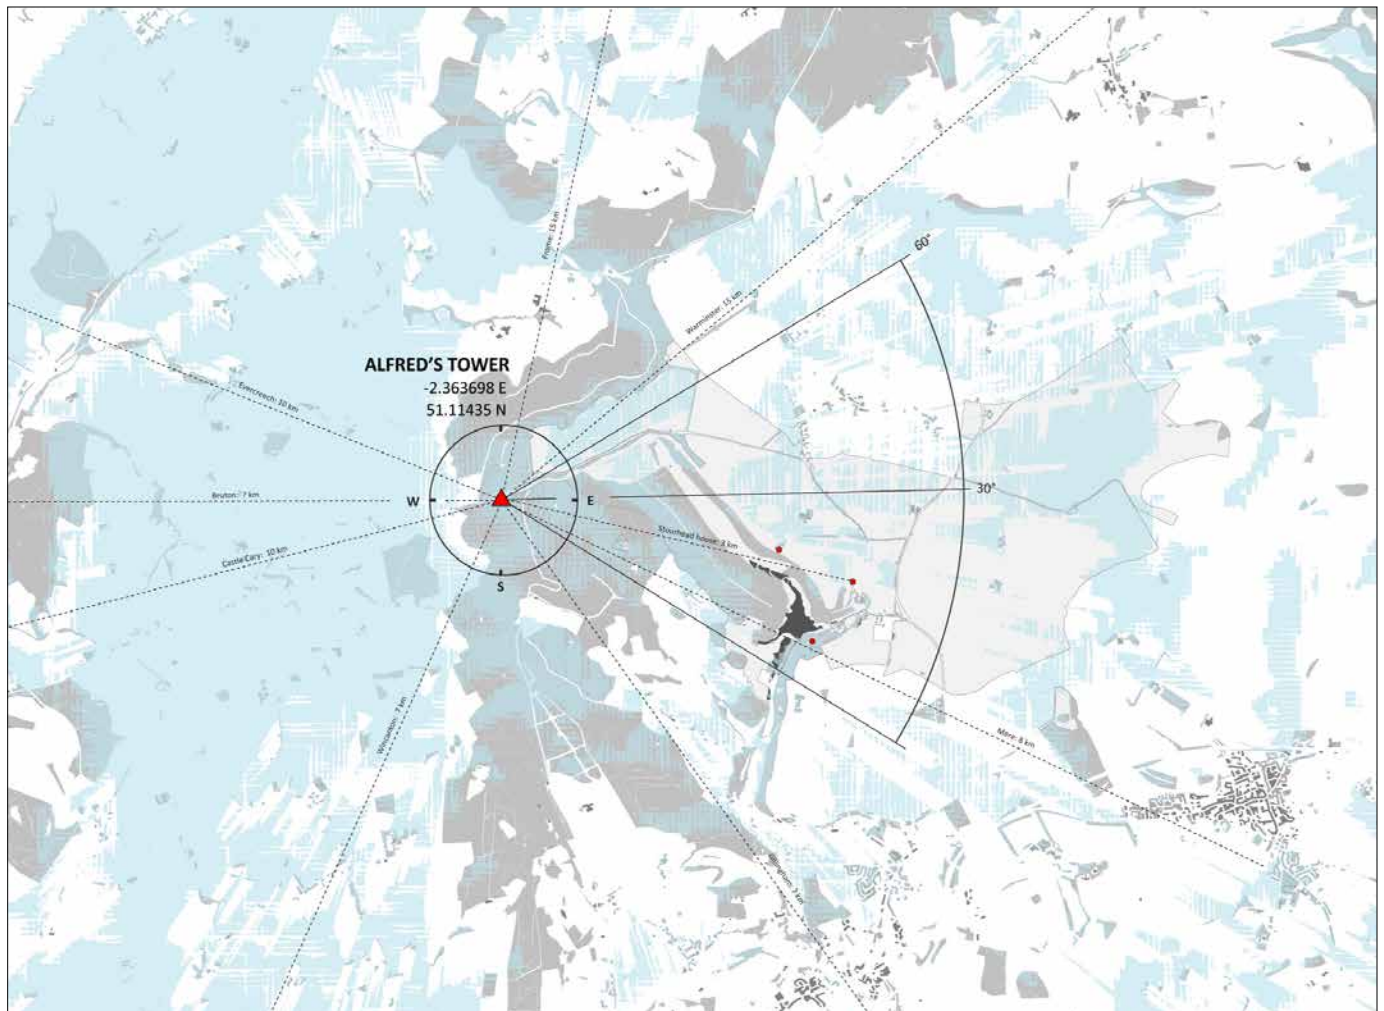 Frome: 15 km
60°
Warminster: 15 km
ALFRED'S TOWER
-2.363698 E
51.11435 N
Evercreech: 10 km
W
E
S
30°
Bruton: 7 km
Stourhead house: 3 km
Castle Cary: 10 km
Wincanton: 7 km
Mere: 8 km